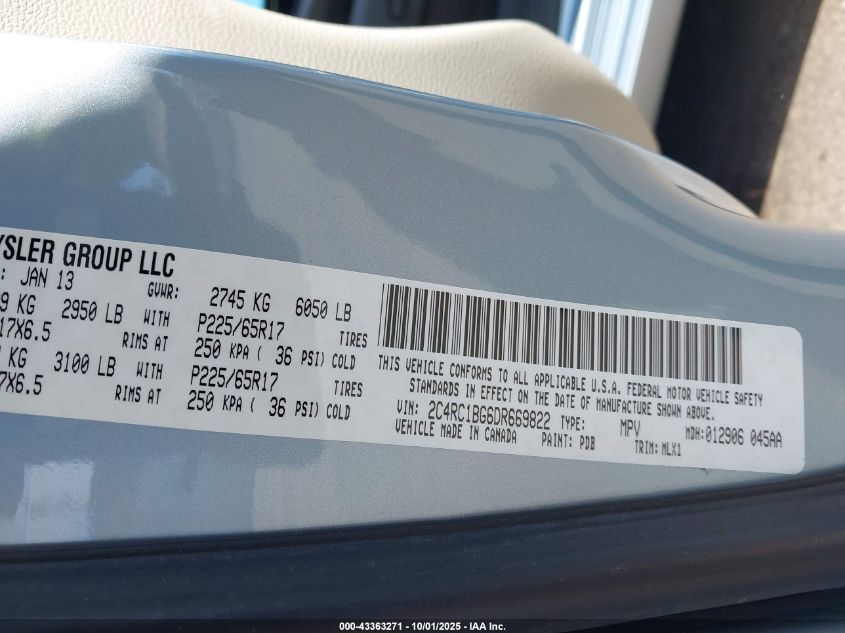 YSLER GROUP LLC
: JAN 13 GVWR: 2745 KG 6050 LB
9 KG 2950 LB WITH P225/65R17 TIRES
17X6.5 RIMS AT 250 KPA ( 36 PSI) COLD
KG 3100 LB WITH P225/65R17 TIRES
7X6.5 RIMS AT 250 KPA ( 36 PSI) COLD
THIS VEHICLE CONFORMS TO ALL APPLICABLE U.S.A. FEDERAL MOTOR VEHICLE SAFETY
STANDARDS IN EFFECT ON THE DATE OF MANUFACTURE SHOWN ABOVE.
VIN: 2C4RC1BG6DR669822 TYPE: MPV MDH:012906 045AA
VEHICLE MADE IN CANADA PAINT: PDB TRIM: MLX1
000-43363271 - 10/01/2025 - IAA Inc.